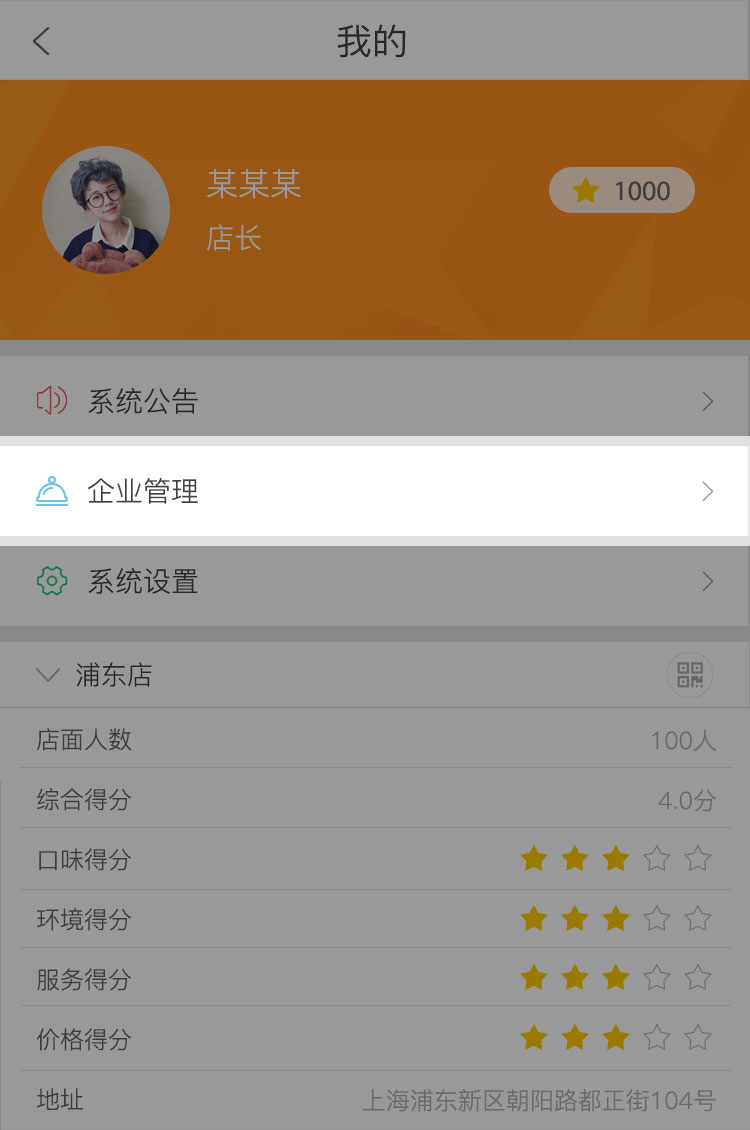 我的
某某某
1000
店长
系统公告
企业管理
系统设置
浦东店
店面人数 100人
综合得分 4.0分
口味得分
环境得分
服务得分
价格得分
地址 上海浦东新区朝阳路都正街104号